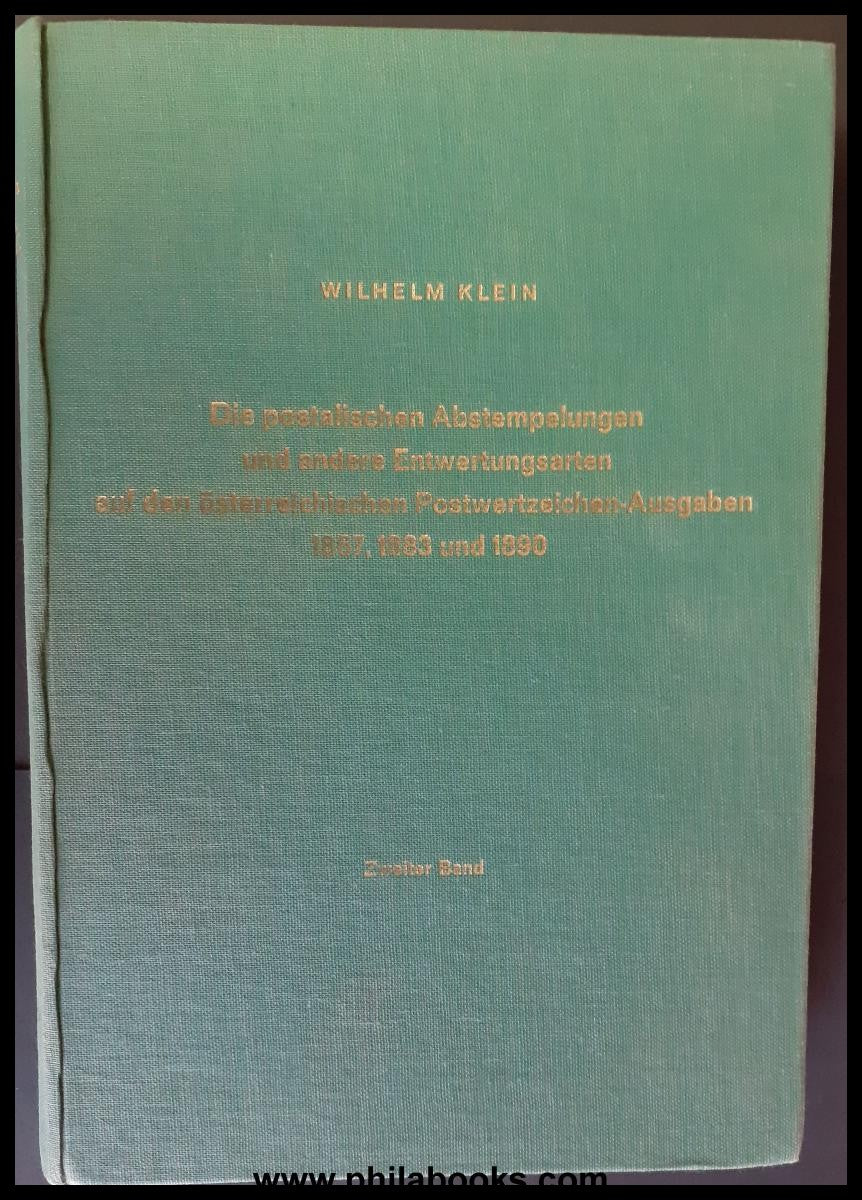 WILHELM KLEIN
Die postalischen Abstempelungen
und andere Entwertungsarten
auf den österreichischen Postwertzeichen-Ausgaben
1867, 1883 und 1890
Zweiter Band
www.philabooks.com